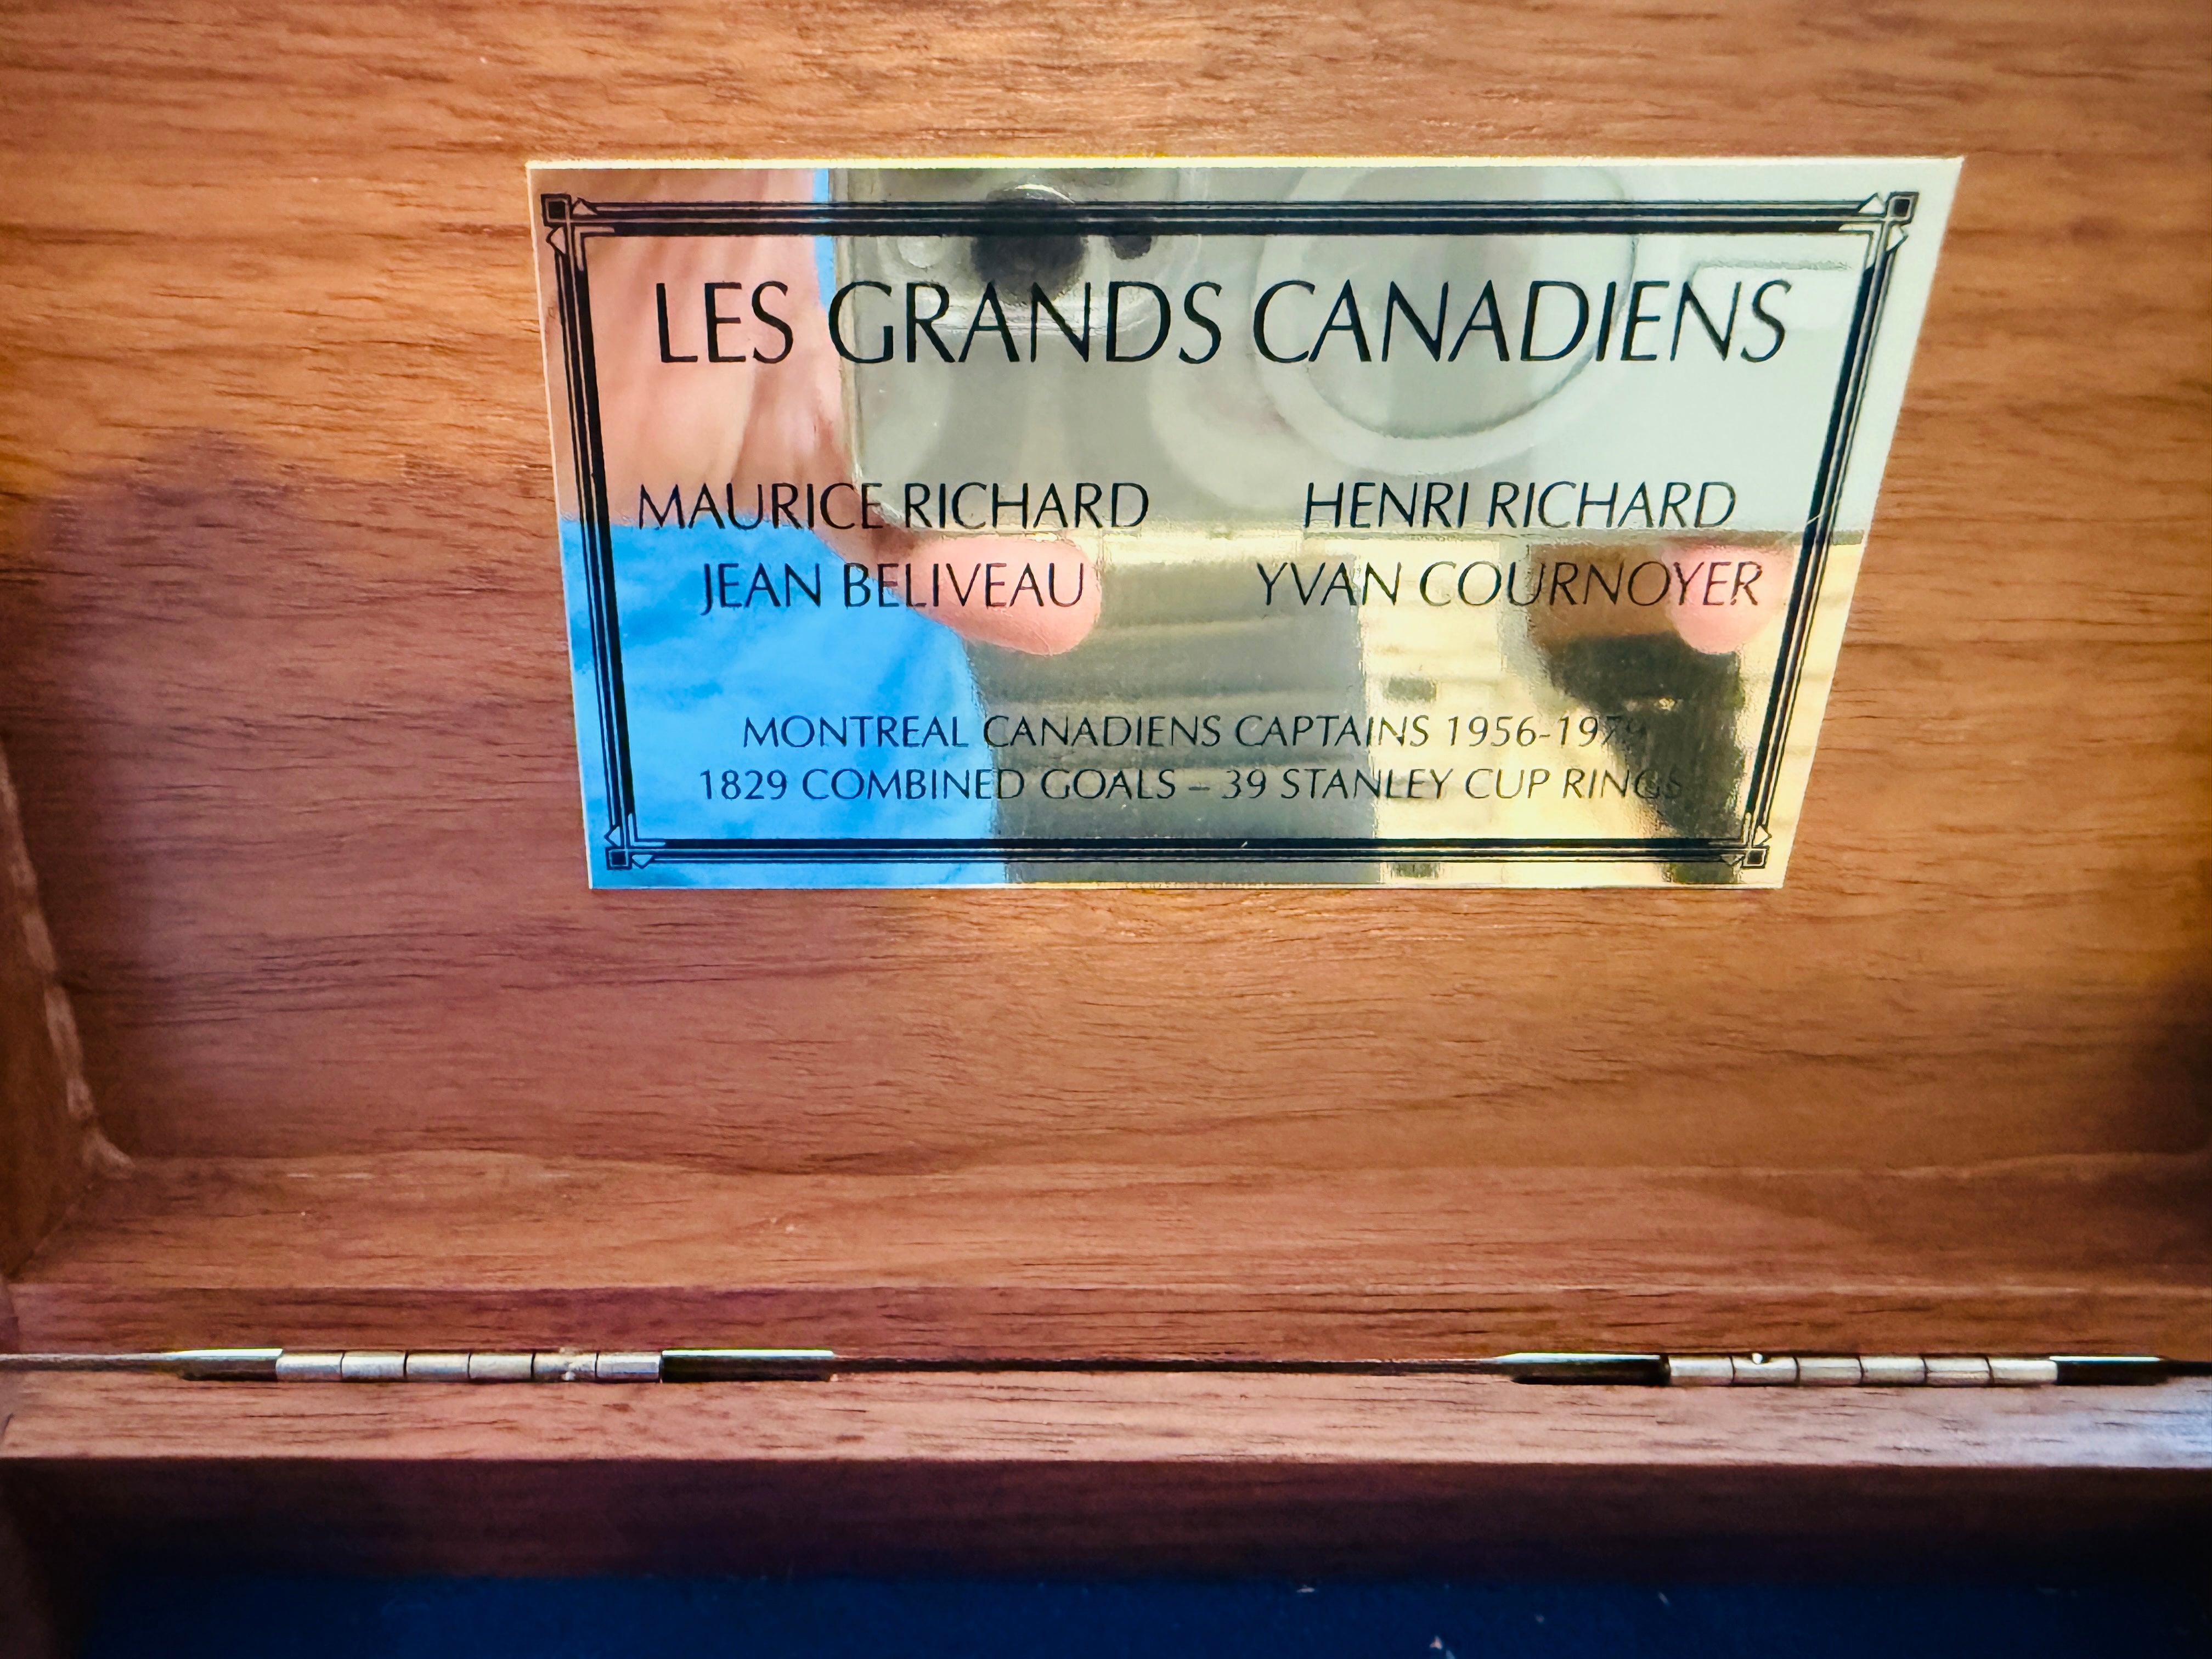 LES GRANDS CANADIENS
MAURICE RICHARD HENRI RICHARD
JEAN BELIVEAU YVAN COURNOYER
MONTREAL CANADIENS CAPTAINS 1956-1979
1829 COMBINED GOALS – 39 STANLEY CUP RINGS